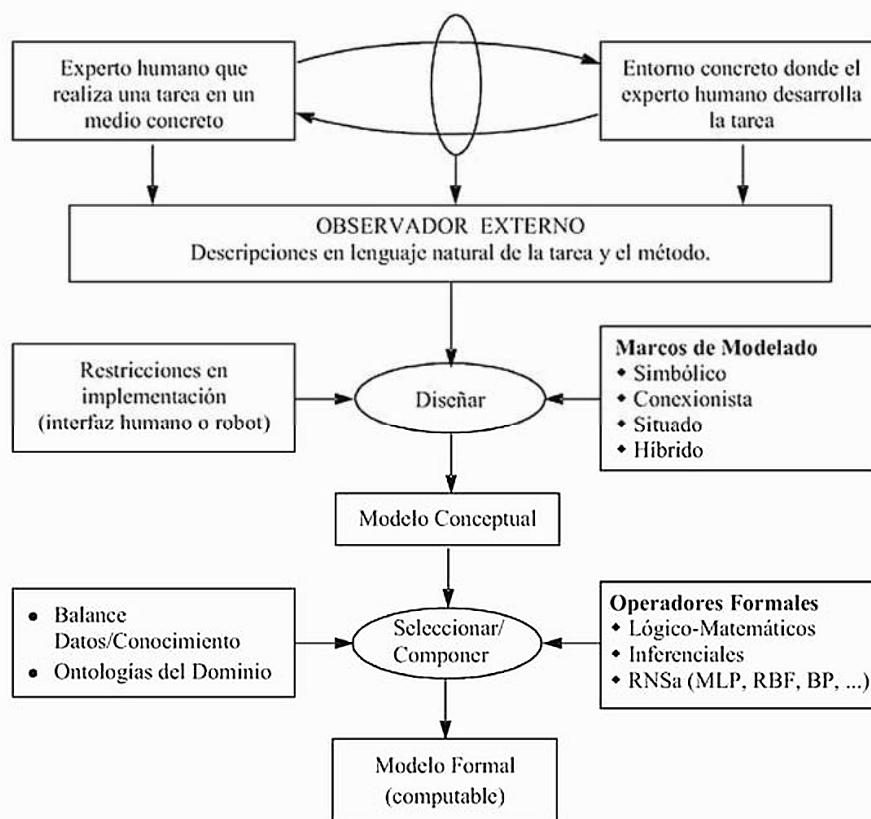 Experto humano que
realiza una tarea en un
medio concreto
Entorno concreto donde el
experto humano desarrolla
la tarea
OBSERVADOR EXTERNO
Descripciones en lenguaje natural de la tarea y el método.
Restricciones en
implementación
(interfaz humano o robot)
Diseñar
Marcos de Modelado
◆ Simbólico
◆ Conexionista
◆ Situado
◆ Híbrido
Modelo Conceptual
● Balance
Datos/Conocimiento
● Ontologías del Dominio
Seleccionar/
Componer
Operadores Formales
◆ Lógico-Matemáticos
◆ Inferenciales
◆ RNSa (MLP, RBF, BP, ...)
Modelo Formal
(computable)